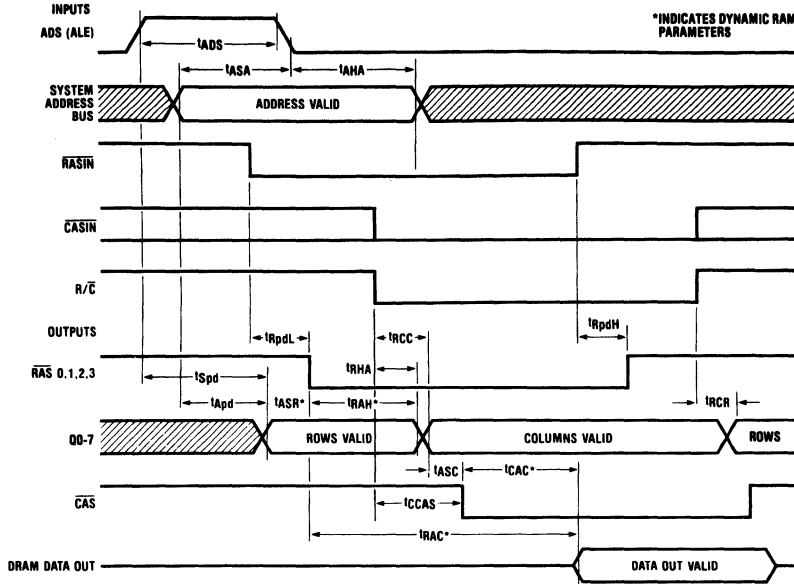 INPUTS
ADS (ALE)
*INDICATES DYNAMIC RAM
PARAMETERS
tADS
tASA
tAHA
SYSTEM
ADDRESS
BUS
ADDRESS VALID
RASIN
CASIN
R/C
OUTPUTS
tRpdL
tRCC
tRpdH
RAS 0,1,2,3
tRHA
tSpd
tApd
tASR*
tRAH*
tRCR
Q0-7
ROWS VALID
COLUMNS VALID
ROWS
tASC
tCAC*
CAS
tCCAS
tRAC*
DRAM DATA OUT
DATA OUT VALID